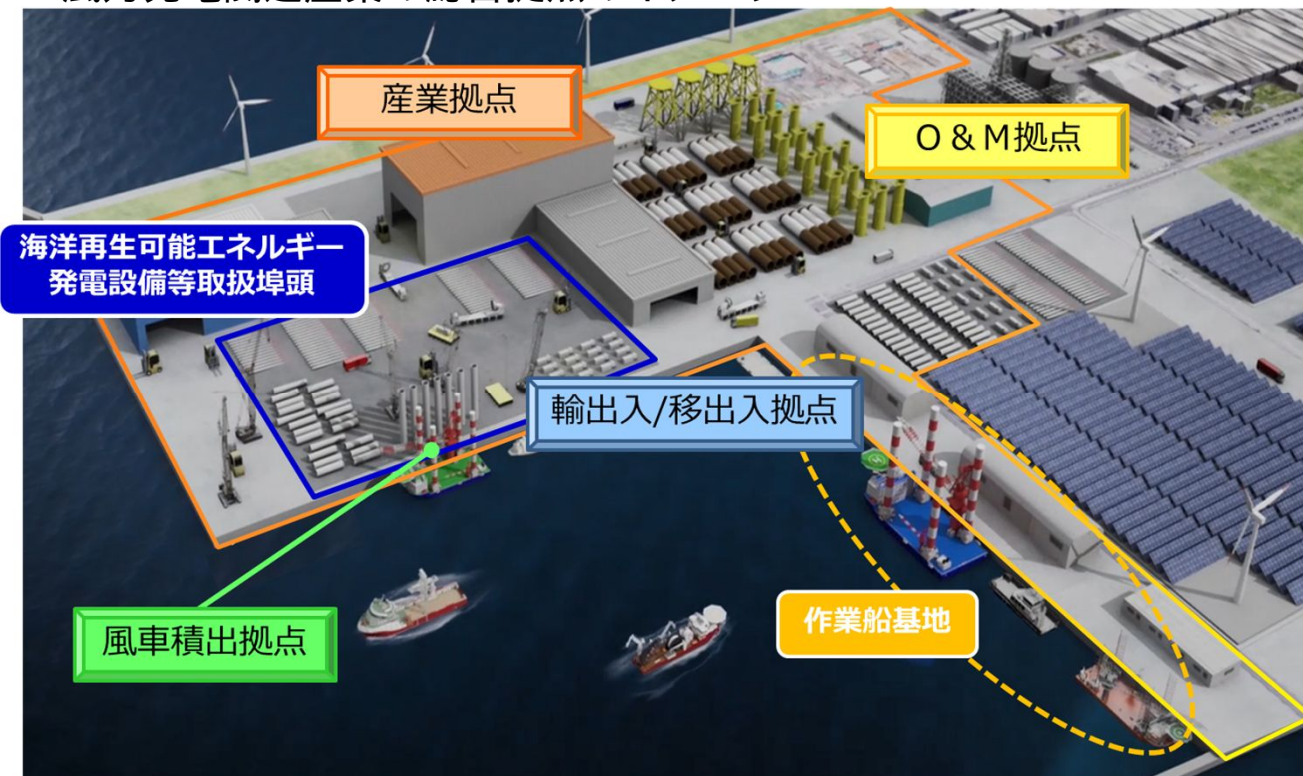 産業拠点
O&M拠点
海洋再生可能エネルギー
発電設備等取扱埠頭
輸出入/移出入拠点
風車積出拠点
作業船基地